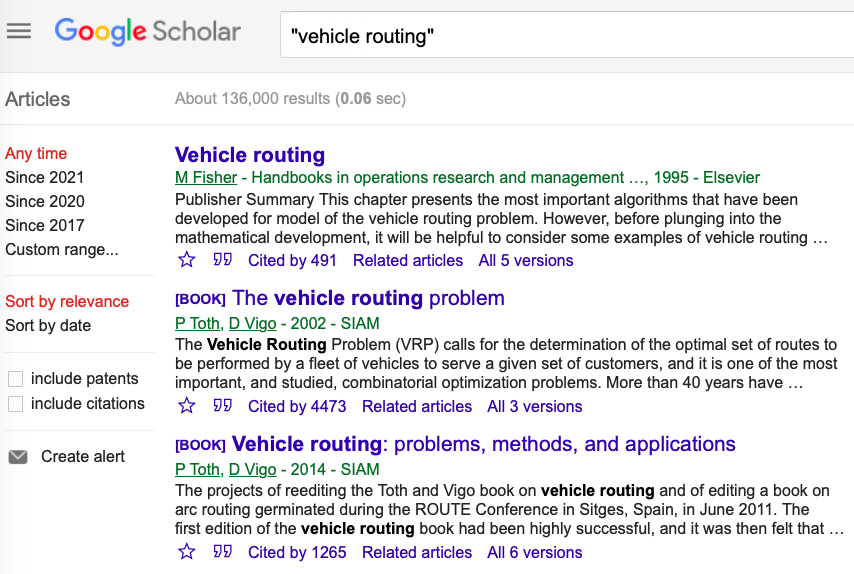 Google Scholar
"vehicle routing"
Articles
About 136,000 results (0.06 sec)
Any time
Since 2021
Since 2020
Since 2017
Custom range...
Sort by relevance
Sort by date
include patents
include citations
Create alert
Vehicle routing
M Fisher - Handbooks in operations research and management …, 1995 - Elsevier
Publisher Summary This chapter presents the most important algorithms that have been
developed for model of the vehicle routing problem. However, before plunging into the
mathematical development, it will be helpful to consider some examples of vehicle routing …
Cited by 491 Related articles All 5 versions
[BOOK] The vehicle routing problem
P Toth, D Vigo - 2002 - SIAM
The Vehicle Routing Problem (VRP) calls for the determination of the optimal set of routes to
be performed by a fleet of vehicles to serve a given set of customers, and it is one of the most
important, and studied, combinatorial optimization problems. More than 40 years have …
Cited by 4473 Related articles All 3 versions
[BOOK] Vehicle routing: problems, methods, and applications
P Toth, D Vigo - 2014 - SIAM
The projects of reediting the Toth and Vigo book on vehicle routing and of editing a book on
arc routing germinated during the ROUTE Conference in Sitges, Spain, in June 2011. The
first edition of the vehicle routing book had been highly successful, and it was then felt that …
Cited by 1265 Related articles All 6 versions